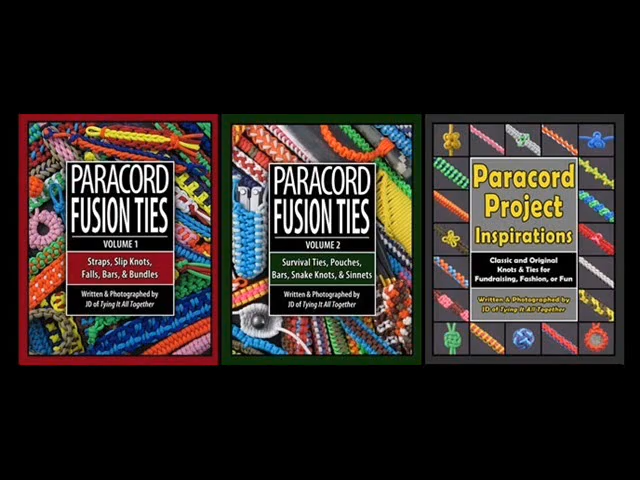 PARACORD
FUSION TIES
VOLUME 1
Straps, Slip Knots,
Falls, Bars, & Bundles
Written & Photographed by
JD of Tying It All Together
PARACORD
FUSION TIES
VOLUME 2
Survival Ties, Pouches,
Bars, Snake Knots, & Sinnets
Written & Photographed by
JD of Tying It All Together
Paracord
Project
Inspirations
Classic and Original
Knots & Ties for
Fundraising, Fashion, or Fun
Written & Photographed by
JD of Tying It All Together